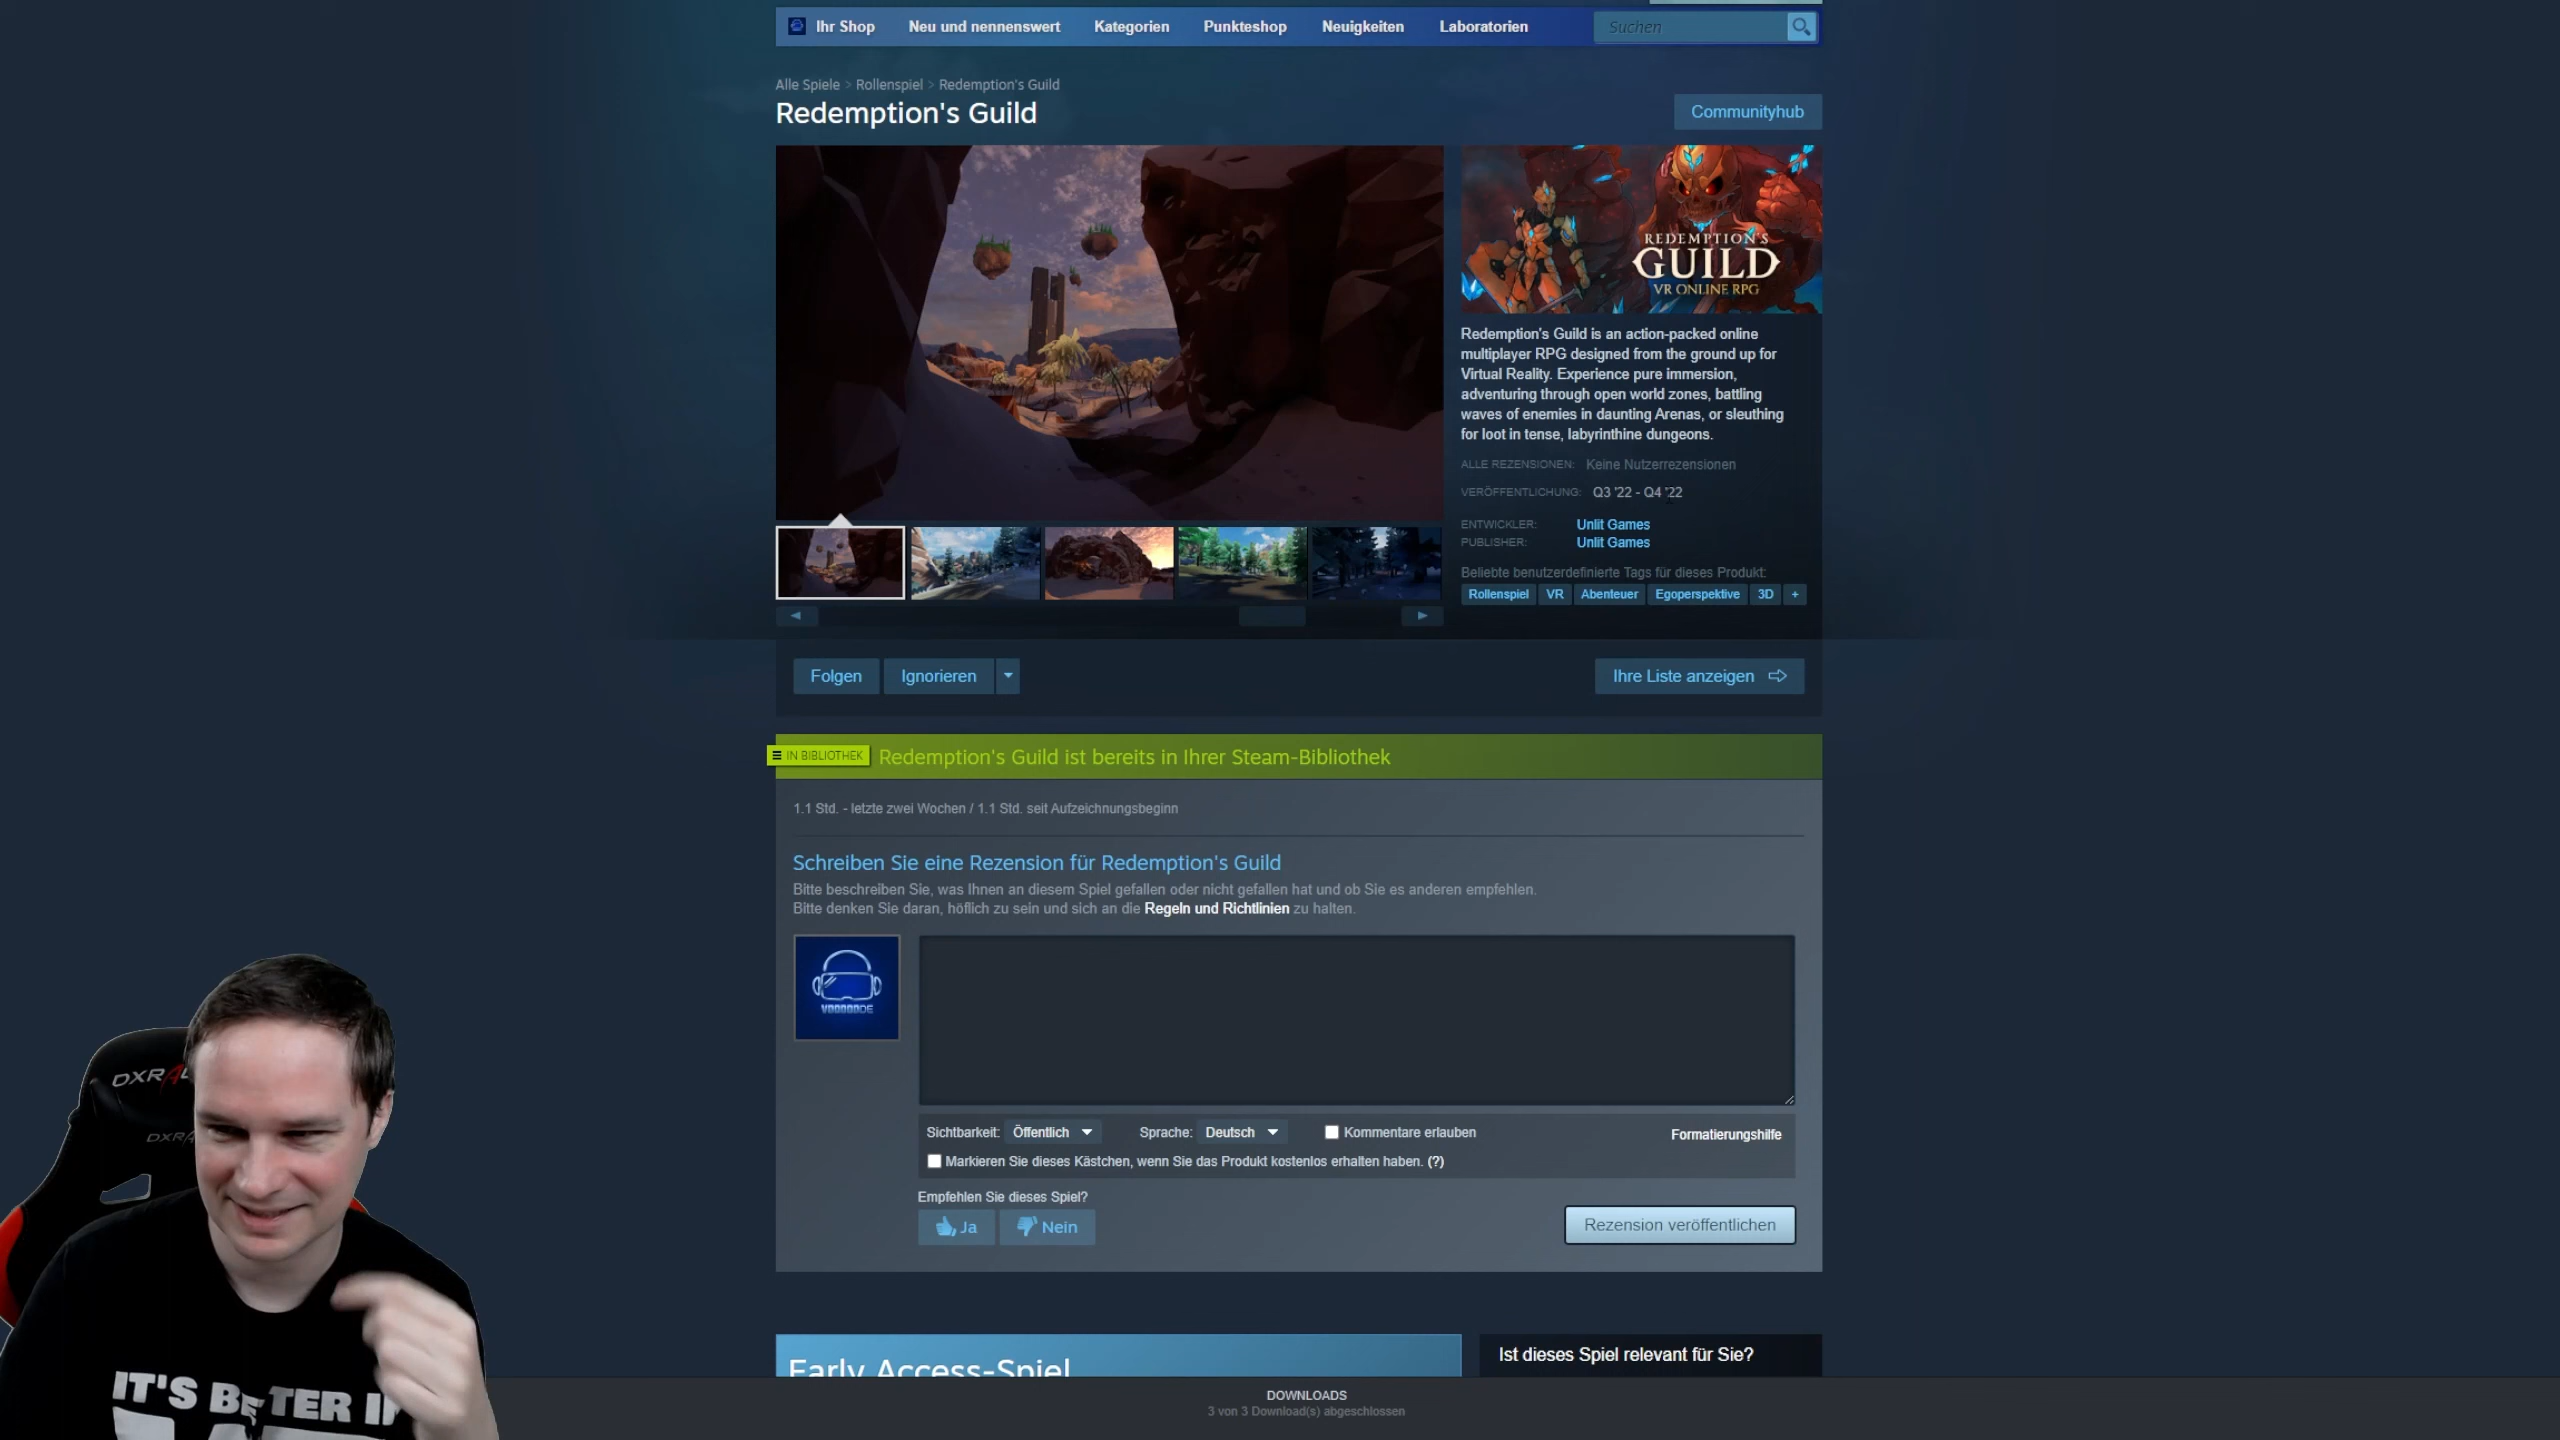 Ihr Shop Neu und nennenswert Kategorien Punkteshop Neuigkeiten Laboratorien Suchen
Alle Spiele > Rollenspiel > Redemption's Guild
Redemption's Guild
Communityhub
REDEMPTION'S
GUILD
VR ONLINE RPG
Redemption's Guild is an action-packed online
multiplayer RPG designed from the ground up for
Virtual Reality. Experience pure immersion,
adventuring through open world zones, battling
waves of enemies in daunting Arenas, or sleuthing
for loot in tense, labyrinthine dungeons.
ALLE REZENSIONEN: Keine Nutzerrezensionen
VERÖFFENTLICHUNG: Q3 '22 - Q4 '22
ENTWICKLER: Unlit Games
PUBLISHER: Unlit Games
Beliebte benutzerdefinierte Tags für dieses Produkt:
Rollenspiel VR Abenteuer Egoperspektive 3D +
Folgen Ignorieren Ihre Liste anzeigen
IN BIBLIOTHEK Redemption's Guild ist bereits in Ihrer Steam-Bibliothek
1.1 Std. - letzte zwei Wochen / 1.1 Std. seit Aufzeichnungsbeginn
Schreiben Sie eine Rezension für Redemption's Guild
Bitte beschreiben Sie, was Ihnen an diesem Spiel gefallen oder nicht gefallen hat und ob Sie es anderen empfehlen.
Bitte denken Sie daran, höflich zu sein und sich an die Regeln und Richtlinien zu halten.
Sichtbarkeit: Öffentlich Sprache: Deutsch Kommentare erlauben Formatierungshilfe
Markieren Sie dieses Kästchen, wenn Sie das Produkt kostenlos erhalten haben. (?)
Empfehlen Sie dieses Spiel?
Ja Nein
Rezension veröffentlichen
Early Access-Spiel
Ist dieses Spiel relevant für Sie?
DOWNLOADS
3 von 3 Download(s) abgeschlossen
IT'S BETTER